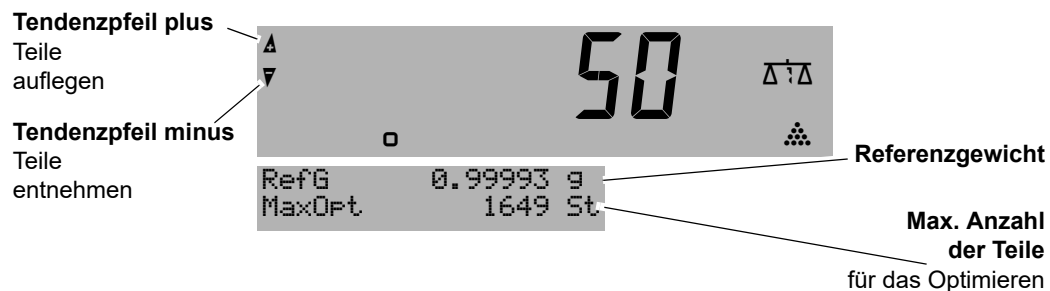 Tendenzpfeil plus
Teile
auflegen
Tendenzpfeil minus
Teile
entnehmen
+
-
50
1
RefG 0.99993 g
MaxOpt 1649 St
Referenzgewicht
Max. Anzahl
der Teile
für das Optimieren